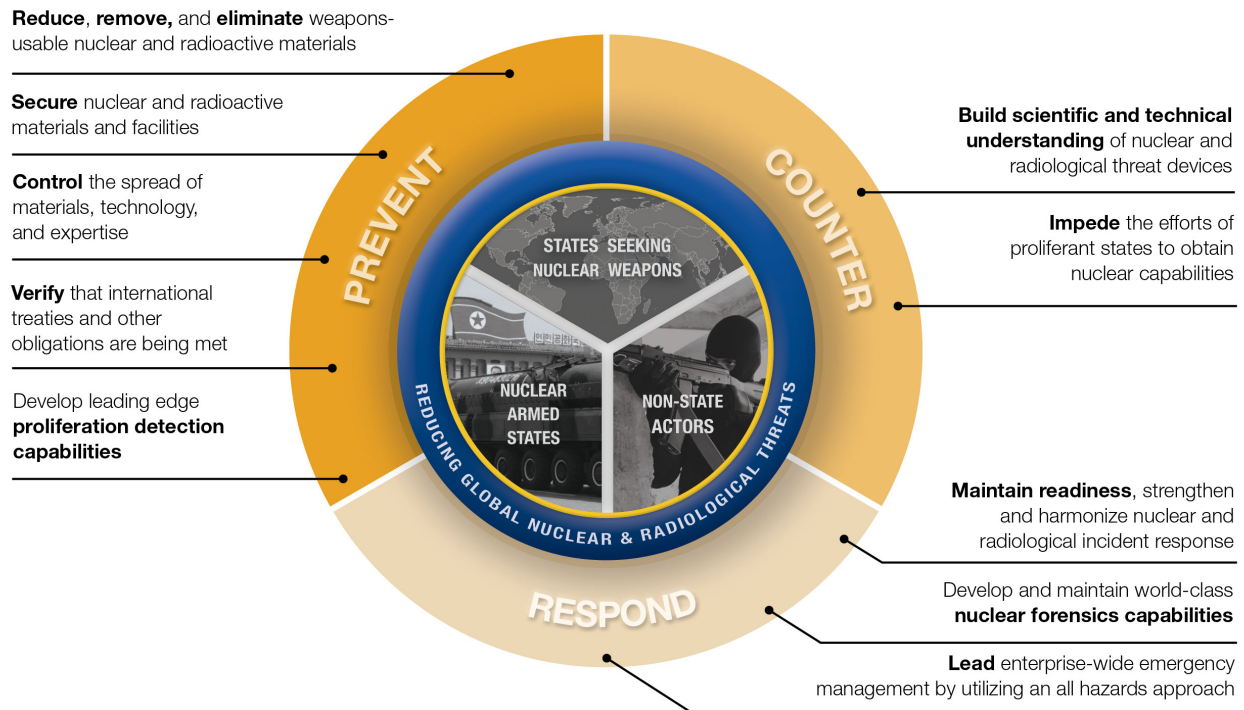 Reduce, remove, and eliminate weapons-
usable nuclear and radioactive materials
Secure nuclear and radioactive
materials and facilities
Control the spread of
materials, technology,
and expertise
Verify that international
treaties and other
obligations are being met
Develop leading edge
proliferation detection
capabilities
PREVENT
COUNTER
RESPOND
STATES SEEKING
NUCLEAR WEAPONS
NUCLEAR
ARMED
STATES
NON-STATE
ACTORS
REDUCING GLOBAL NUCLEAR & RADIOLOGICAL THREATS
Build scientific and technical
understanding of nuclear and
radiological threat devices
Impede the efforts of
proliferant states to obtain
nuclear capabilities
Maintain readiness, strengthen
and harmonize nuclear and
radiological incident response
Develop and maintain world-class
nuclear forensics capabilities
Lead enterprise-wide emergency
management by utilizing an all hazards approach